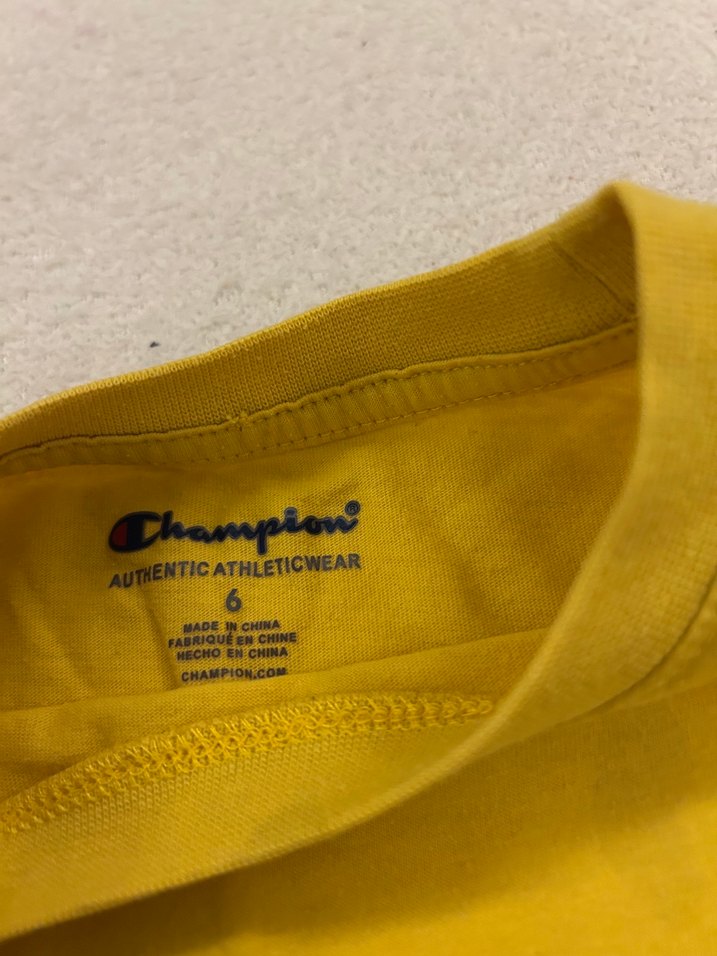 Champion®
AUTHENTIC ATHLETICWEAR
6
MADE IN CHINA
FABRIQUÉ EN CHINE
HECHO EN CHINA
CHAMPION.COM